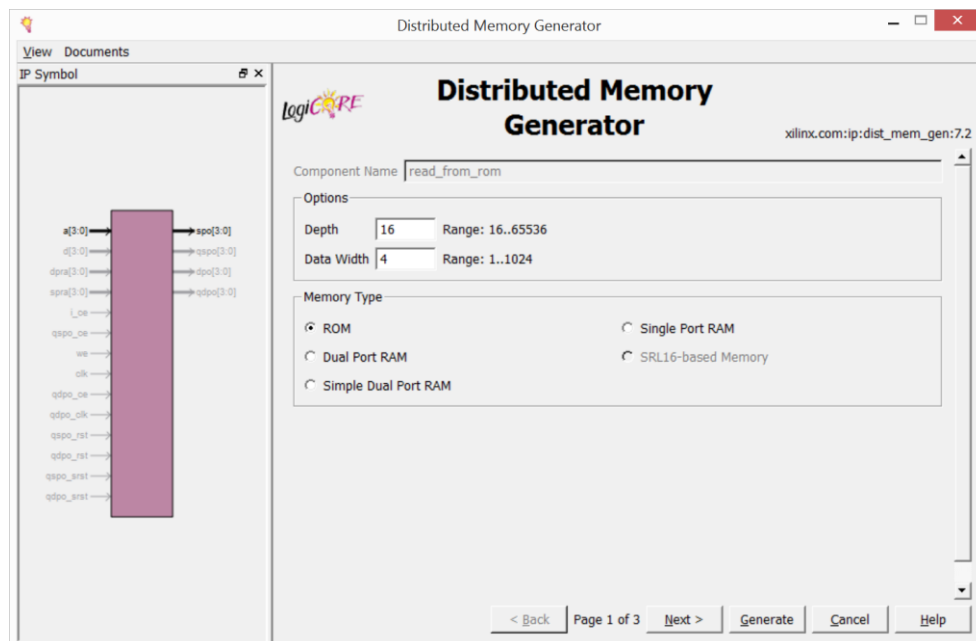 Distributed Memory Generator
View Documents
IP Symbol
a[3:0]
d[3:0]
dpra[3:0]
spra[3:0]
i_ce
qspo_ce
we
clk
qdpo_ce
qdpo_clk
qspo_rst
qdpo_rst
qspo_srst
qdpo_srst
spo[3:0]
qspo[3:0]
dpo[3:0]
qdpo[3:0]
LogiCORE
Distributed Memory
Generator
xilinx.com:ip:dist_mem_gen:7.2
Component Name read_from_rom
Options
Depth 16 Range: 16..65536
Data Width 4 Range: 1..1024
Memory Type
ROM Single Port RAM
Dual Port RAM SRL16-based Memory
Simple Dual Port RAM
< Back Page 1 of 3 Next > Generate Cancel Help